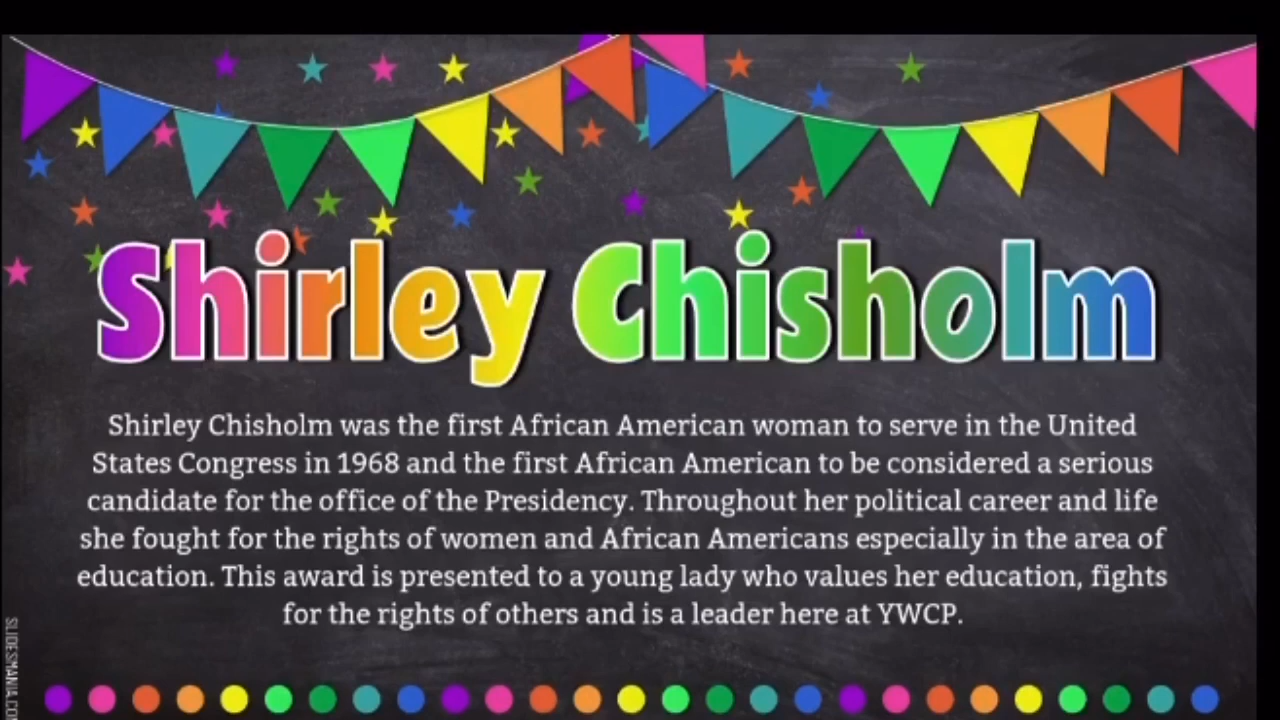 Shirley Chisholm
Shirley Chisholm was the first African American woman to serve in the United
States Congress in 1968 and the first African American to be considered a serious
candidate for the office of the Presidency. Throughout her political career and life
she fought for the rights of women and African Americans especially in the area of
education. This award is presented to a young lady who values her education, fights
for the rights of others and is a leader here at YWCP.
SLIDESMANIA.COM